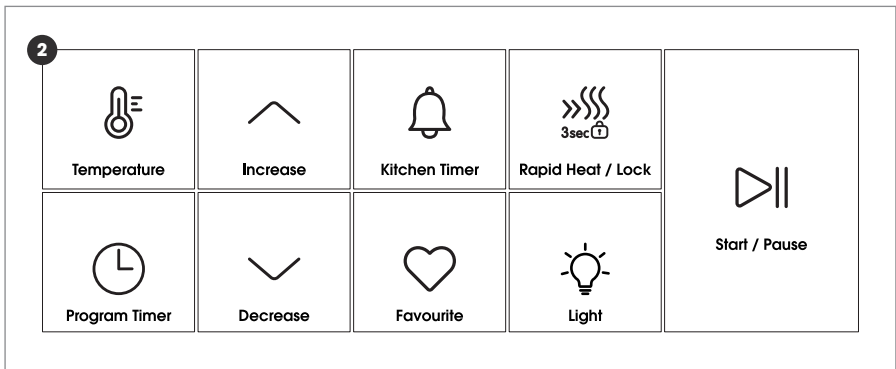 2
3sec
Temperature
Increase
Kitchen Timer
Rapid Heat / Lock
Start / Pause
Program Timer
Decrease
Favourite
Light